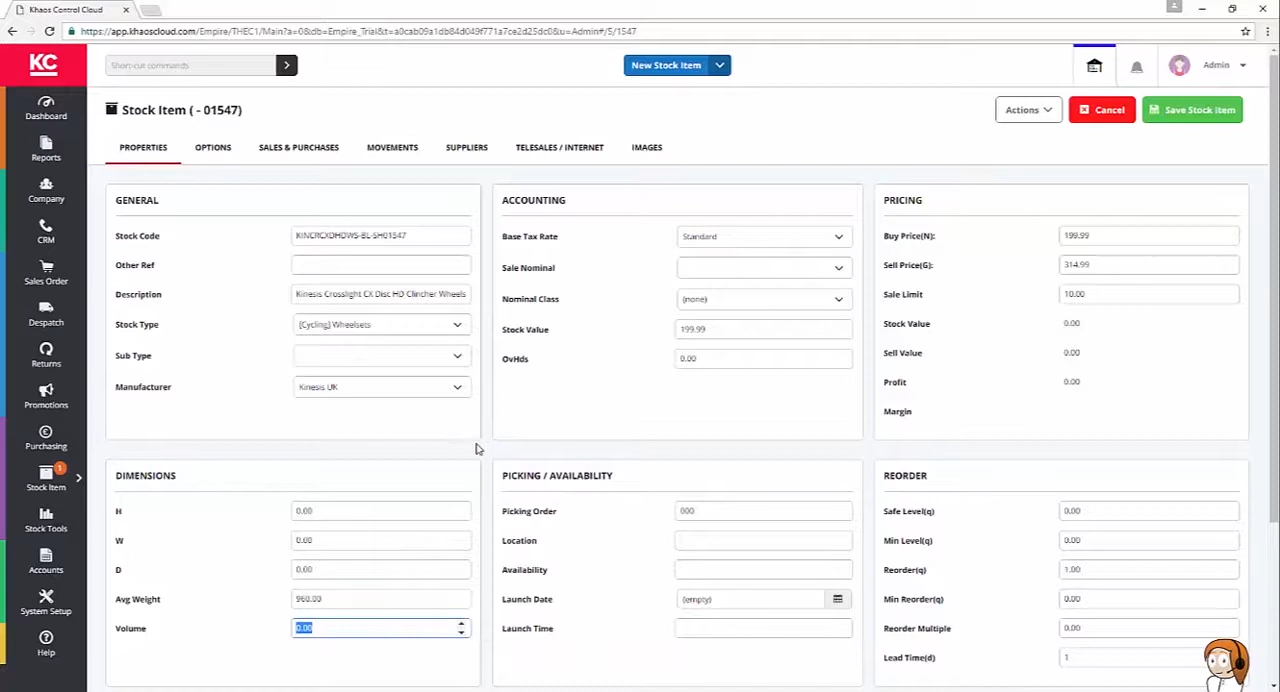 Khaos Control Cloud
https://app.khaoscloud.com/Empire/THEC1/Main?a=0&db=Empire_Trial&t=a0cab09a1db84d049f771a7ce2d25dc0&u=Admin#/5/1547
KC
Short-cut commands
New Stock Item
Admin
Stock Item ( - 01547)
Actions
Cancel
Save Stock Item
PROPERTIES
OPTIONS
SALES & PURCHASES
MOVEMENTS
SUPPLIERS
TELESALES / INTERNET
IMAGES
Dashboard
Reports
Company
CRM
Sales Order
Despatch
Returns
Promotions
Purchasing
1
Stock Item
Stock Tools
Accounts
System Setup
Help
GENERAL
Stock Code KINCRCXDHDWS-BL-SH01547
Other Ref
Description Kinesis Crosslight CX Disc HD Clincher Wheels
Stock Type [Cycling] Wheelsets
Sub Type
Manufacturer Kinesis UK
ACCOUNTING
Base Tax Rate Standard
Sale Nominal
Nominal Class (none)
Stock Value 199.99
OvHds 0.00
PRICING
Buy Price(N): 199.99
Sell Price(G): 314.99
Sale Limit 10.00
Stock Value 0.00
Sell Value 0.00
Profit 0.00
Margin
DIMENSIONS
H 0.00
W 0.00
D 0.00
Avg Weight 960.00
Volume 0.00
PICKING / AVAILABILITY
Picking Order 000
Location
Availability
Launch Date (empty)
Launch Time
REORDER
Safe Level(q) 0.00
Min Level(q) 0.00
Reorder(q) 1.00
Min Reorder(q) 0.00
Reorder Multiple 0.00
Lead Time(d) 1